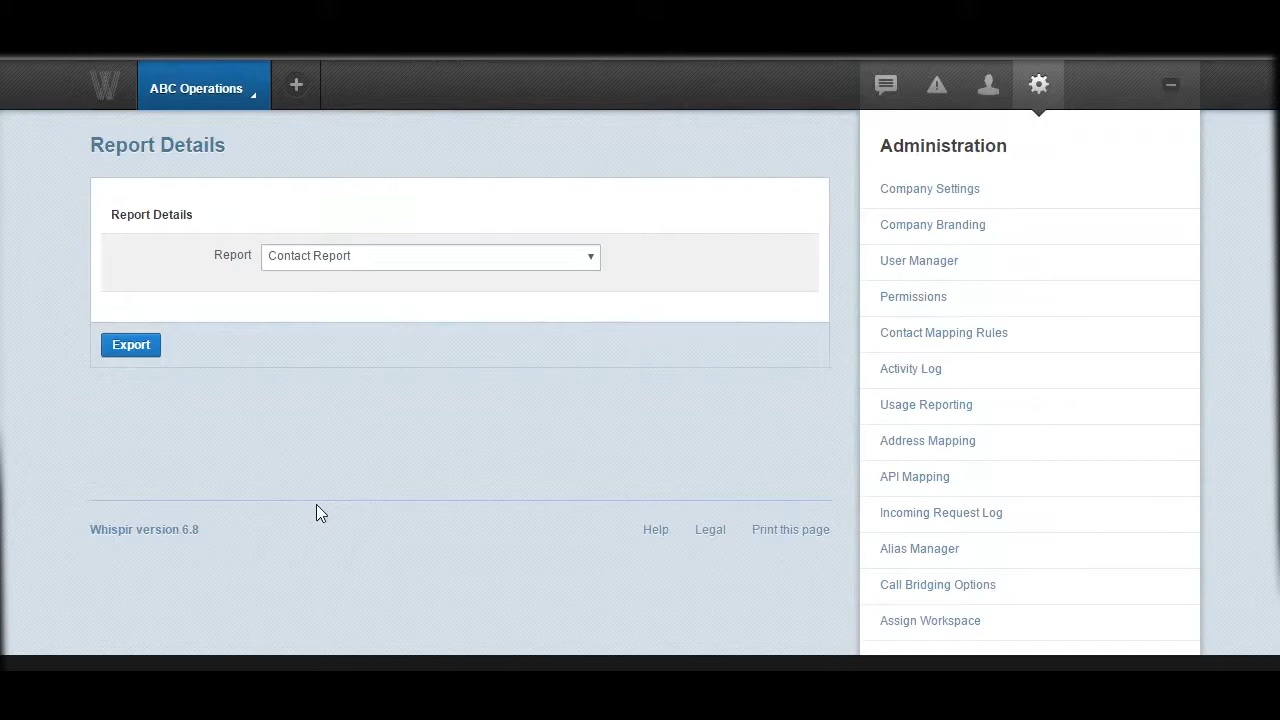 W
ABC Operations
Report Details
Report Details
Report
Contact Report
Export
Whispir version 6.8
Help
Legal
Print this page
Administration
Company Settings
Company Branding
User Manager
Permissions
Contact Mapping Rules
Activity Log
Usage Reporting
Address Mapping
API Mapping
Incoming Request Log
Alias Manager
Call Bridging Options
Assign Workspace